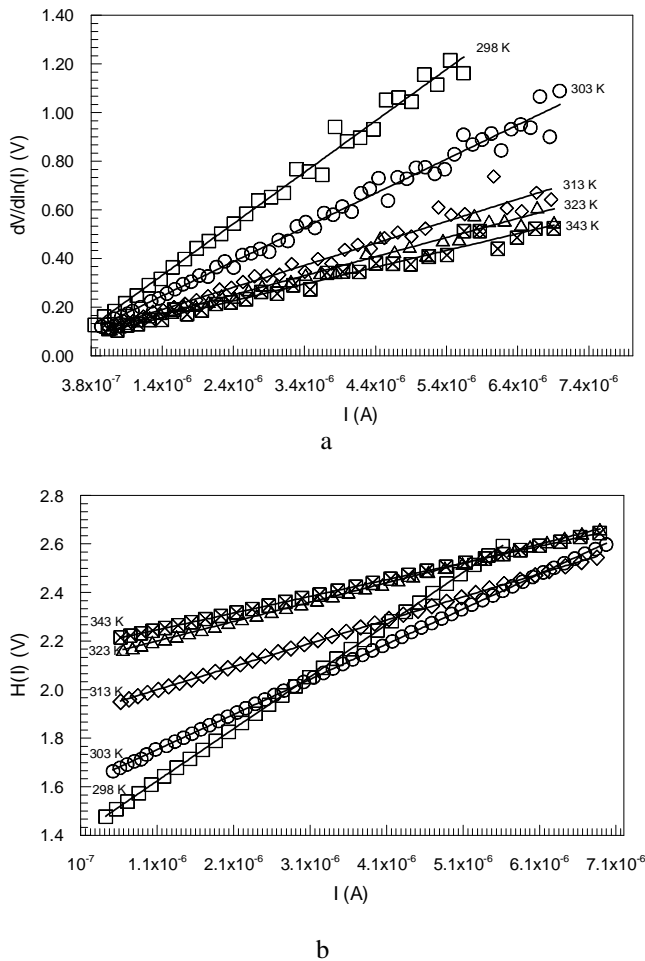 1.40
1.20
1.00
0.80
0.60
0.40
0.20
0.00
dV/dln(I) (V)
298 K
303 K
313 K
323 K
343 K
3.8x10⁻⁷ 1.4x10⁻⁶ 2.4x10⁻⁶ 3.4x10⁻⁶ 4.4x10⁻⁶ 5.4x10⁻⁶ 6.4x10⁻⁶ 7.4x10⁻⁶
I (A)
a
2.8
2.6
2.4
2.2
2.0
1.8
1.6
1.4
H(I) (V)
343 K
323 K
313 K
303 K
298 K
10⁻⁷ 1.1x10⁻⁶ 2.1x10⁻⁶ 3.1x10⁻⁶ 4.1x10⁻⁶ 5.1x10⁻⁶ 6.1x10⁻⁶ 7.1x10⁻⁶
I (A)
b